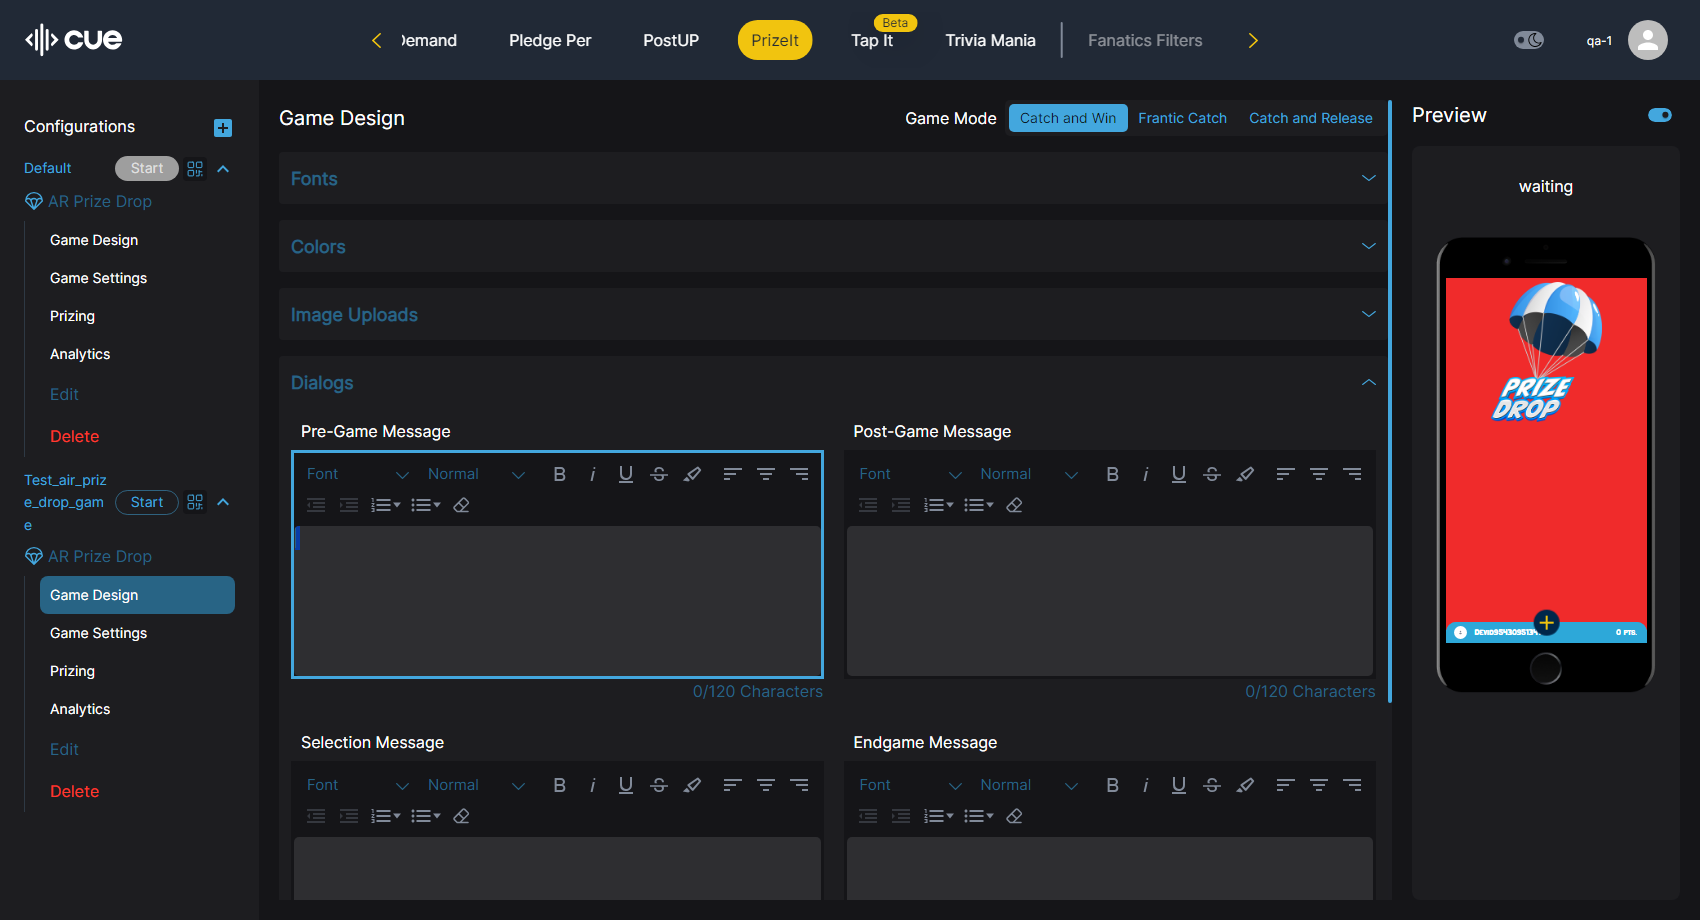 cue
Demand
Pledge Per
PostUP
PrizeIt
Beta
Tap It
Trivia Mania
Fanatics Filters
qa-1
Configurations
Default
Start
AR Prize Drop
Game Design
Game Settings
Prizing
Analytics
Edit
Delete
Test_air_priz
e_drop_gam
e
Start
AR Prize Drop
Game Design
Game Settings
Prizing
Analytics
Edit
Delete
Game Design
Game Mode
Catch and Win
Frantic Catch
Catch and Release
Fonts
Colors
Image Uploads
Dialogs
Pre-Game Message
Font
Normal
0/120 Characters
Post-Game Message
Font
Normal
0/120 Characters
Selection Message
Font
Normal
Endgame Message
Font
Normal
Preview
waiting
PRIZE
DROP
0 PTS.